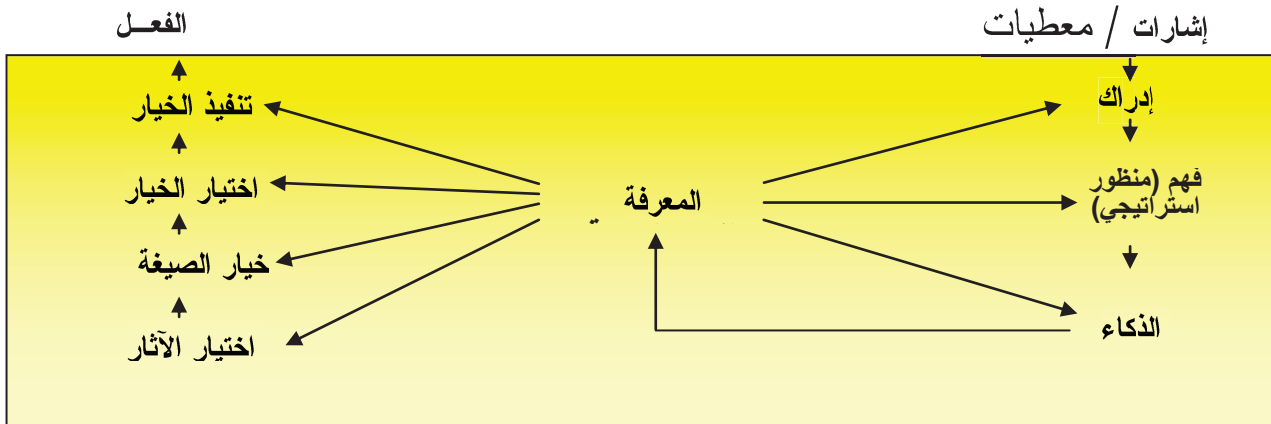 إشارات / معطيات
الفعــل
إدراك
تنفيذ الخيار
فهم (منظور
استراتيجي)
المعرفة
اختيار الخيار
خيار الصيغة
الذكاء
اختيار الآثار